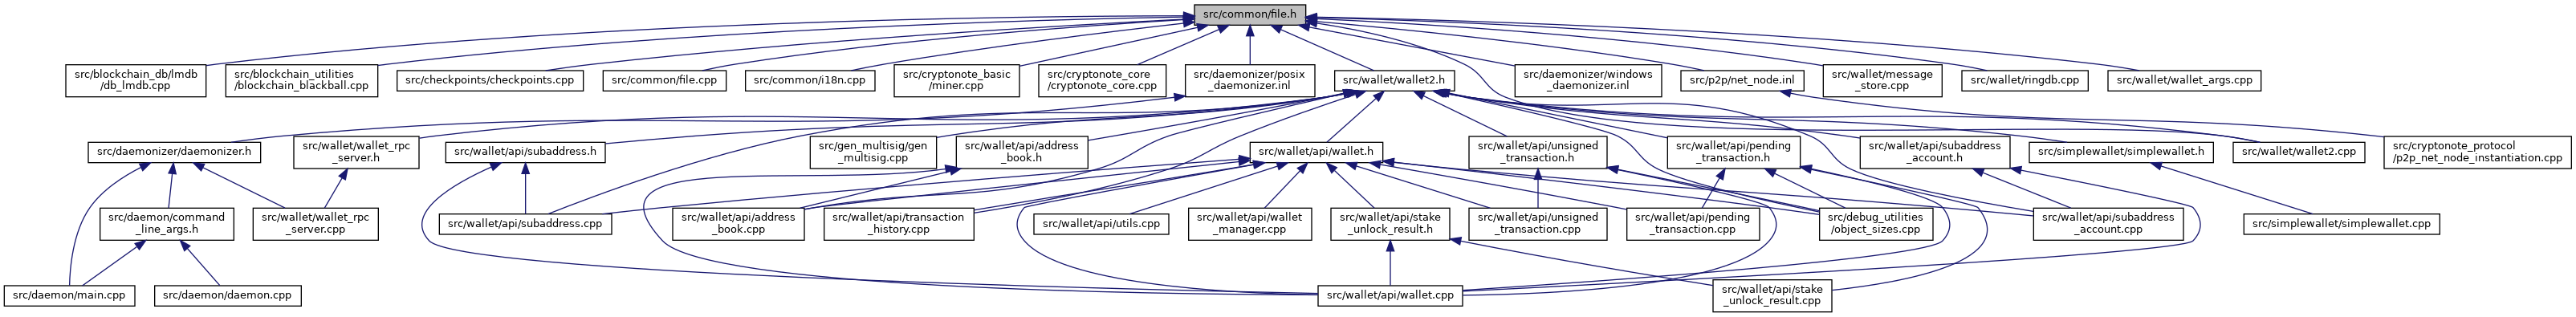 src/common/file.h
src/blockchain_db/lmdb
/db_lmdb.cpp
src/blockchain_utilities
/blockchain_blackball.cpp
src/checkpoints/checkpoints.cpp
src/common/file.cpp
src/common/i18n.cpp
src/cryptonote_basic
/miner.cpp
src/cryptonote_core
/cryptonote_core.cpp
src/daemonizer/posix
_daemonizer.inl
src/wallet/wallet2.h
src/daemonizer/windows
_daemonizer.inl
src/p2p/net_node.inl
src/wallet/message
_store.cpp
src/wallet/ringdb.cpp
src/wallet/wallet_args.cpp
src/daemonizer/daemonizer.h
src/wallet/wallet_rpc
_server.h
src/wallet/api/subaddress.h
src/gen_multisig/gen
_multisig.cpp
src/wallet/api/address
_book.h
src/wallet/api/wallet.h
src/wallet/api/unsigned
_transaction.h
src/wallet/api/pending
_transaction.h
src/wallet/api/subaddress
_account.h
src/simplewallet/simplewallet.h
src/wallet/wallet2.cpp
src/cryptonote_protocol
/p2p_net_node_instantiation.cpp
src/daemon/command
_line_args.h
src/wallet/wallet_rpc
_server.cpp
src/wallet/api/subaddress.cpp
src/wallet/api/address
_book.cpp
src/wallet/api/transaction
_history.cpp
src/wallet/api/utils.cpp
src/wallet/api/wallet
_manager.cpp
src/wallet/api/stake
_unlock_result.h
src/wallet/api/unsigned
_transaction.cpp
src/wallet/api/pending
_transaction.cpp
src/debug_utilities
/object_sizes.cpp
src/wallet/api/subaddress
_account.cpp
src/simplewallet/simplewallet.cpp
src/daemon/main.cpp
src/daemon/daemon.cpp
src/wallet/api/wallet.cpp
src/wallet/api/stake
_unlock_result.cpp